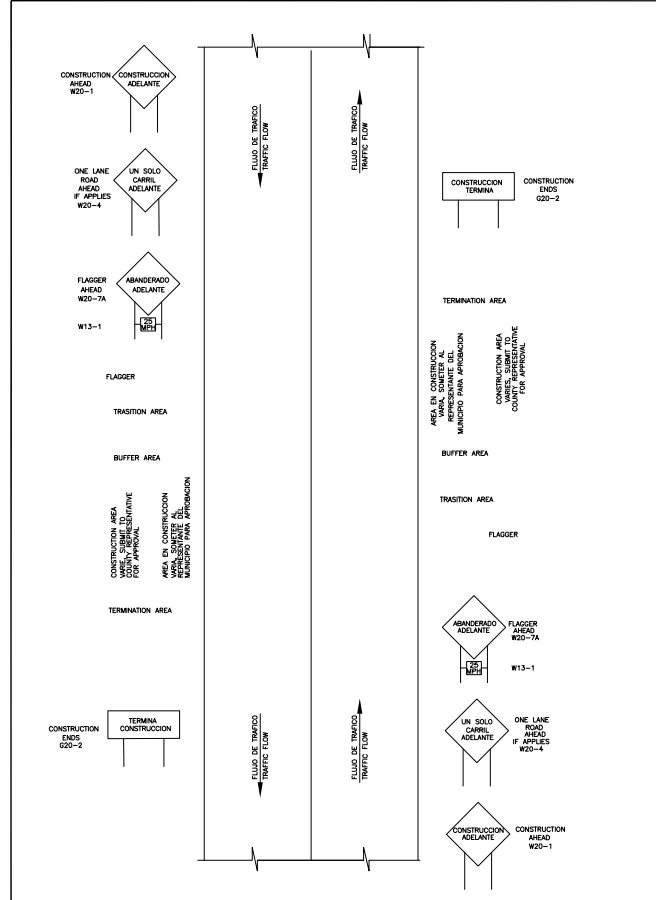 CONSTRUCTION
AHEAD
W20-1
CONSTRUCCION
ADELANTE
ONE LANE
ROAD
AHEAD
IF APPLIES
W20-4
UN SOLO
CARRIL
ADELANTE
FLAGGER
AHEAD
W20-7A
ABANDERADO
ADELANTE
W13-1
25
MPH
FLAGGER
TRASITION AREA
BUFFER AREA
CONSTRUCTION AREA
VARIE, SUBMIT TO
COUNTY REPRESENTATIVE
FOR APPROVAL
AREA EN CONSTRUCCION
VARIA, SOMETER AL
REPRESENTANTE DEL
MUNICIPIO PARA APROBACION
TERMINATION AREA
CONSTRUCTION
ENDS
G20-2
TERMINA
CONSTRUCCION
FLUJO DE TRAFICO
TRAFFIC FLOW
FLUJO DE TRAFICO
TRAFFIC FLOW
FLUJO DE TRAFICO
TRAFFIC FLOW
FLUJO DE TRAFICO
TRAFFIC FLOW
CONSTRUCCION
TERMINA
CONSTRUCTION
ENDS
G20-2
TERMINATION AREA
AREA EN CONSTRUCCION
VARIA, SOMETER AL
REPRESENTANTE DEL
MUNICIPIO PARA APROBACION
CONSTRUCTION AREA
VARIES, SUBMIT TO
COUNTY REPRESENTATIVE
FOR APPROVAL
BUFFER AREA
TRASITION AREA
FLAGGER
ABANDERADO
ADELANTE
FLAGGER
AHEAD
W20-7A
25
MPH
W13-1
UN SOLO
CARRIL
ADELANTE
ONE LANE
ROAD
AHEAD
IF APPLIES
W20-4
CONSTRUCCION
ADELANTE
CONSTRUCTION
AHEAD
W20-1